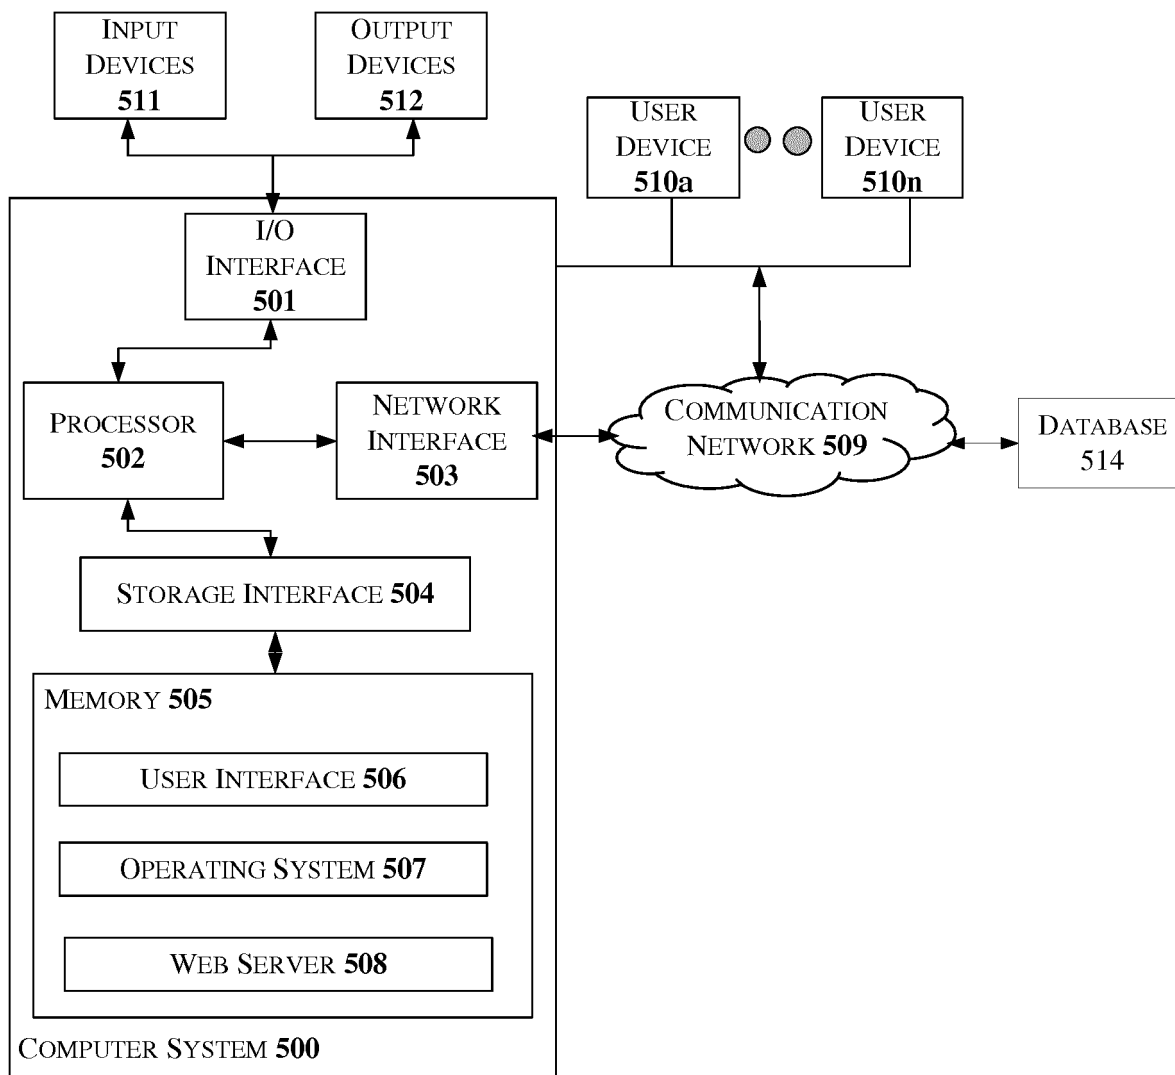 INPUT
DEVICES
511
OUTPUT
DEVICES
512
USER
DEVICE
510a
USER
DEVICE
510n
I/O
INTERFACE
501
PROCESSOR
502
NETWORK
INTERFACE
503
COMMUNICATION
NETWORK 509
DATABASE
514
STORAGE INTERFACE 504
MEMORY 505
USER INTERFACE 506
OPERATING SYSTEM 507
WEB SERVER 508
COMPUTER SYSTEM 500